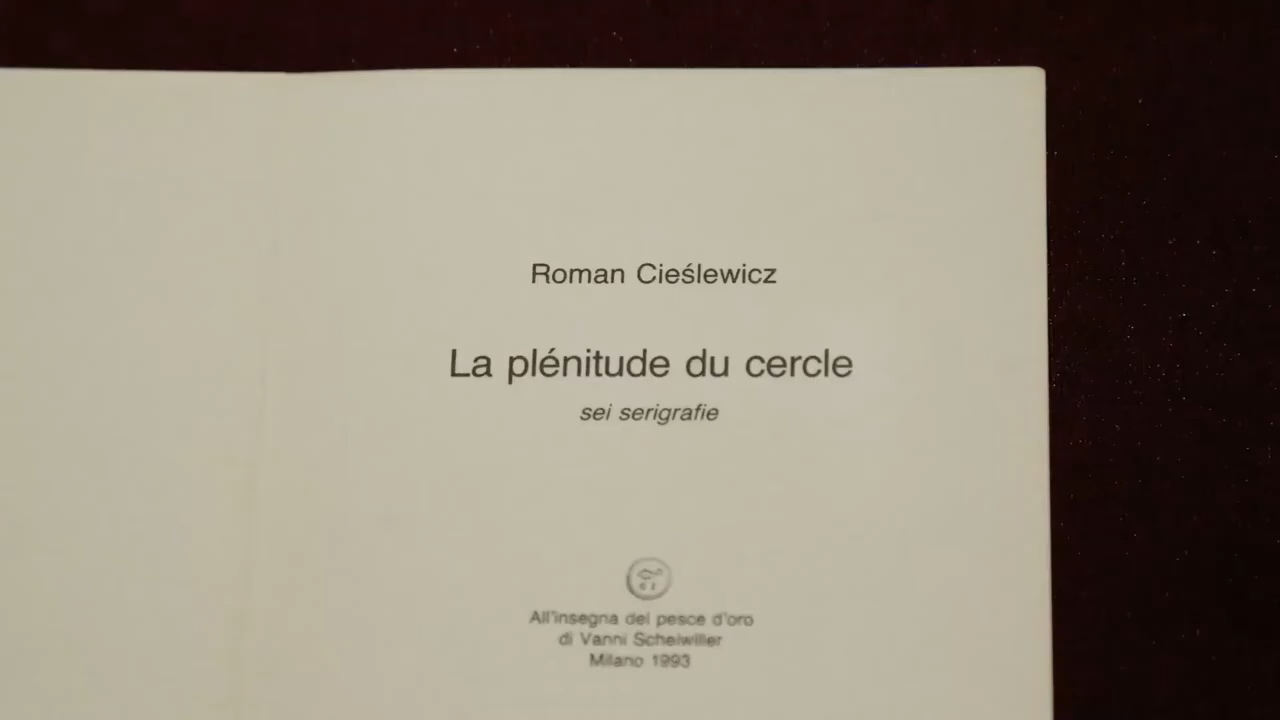 Roman Cieślewicz
La plénitude du cercle
sei serigrafie
All'insegna del pesce d'oro
di Vanni Scheiwiller
Milano 1993